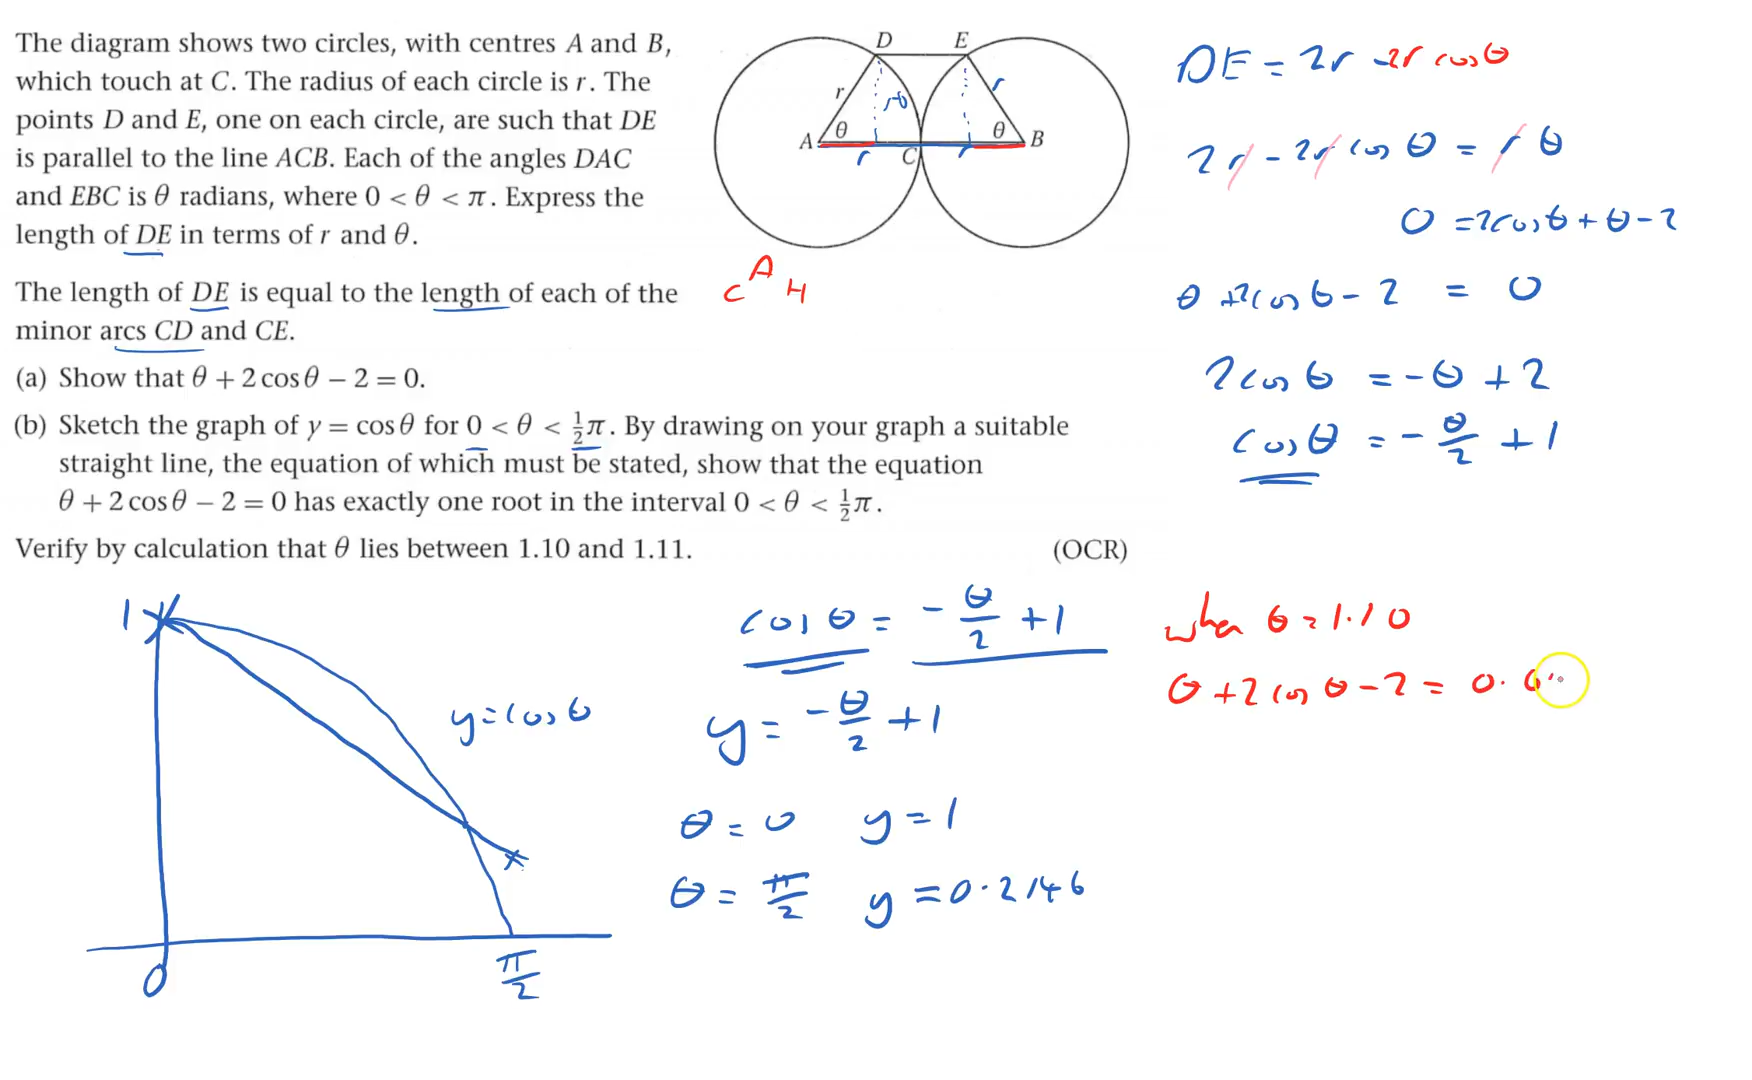 The diagram shows two circles, with centres A and B,
which touch at C. The radius of each circle is r. The
points D and E, one on each circle, are such that DE
is parallel to the line ACB. Each of the angles DAC
and EBC is θ radians, where 0 < θ < π. Express the
length of DE in terms of r and θ.
The length of DE is equal to the length of each of the
minor arcs CD and CE.
(a) Show that θ + 2 cos θ − 2 = 0.
(b) Sketch the graph of y = cos θ for 0 < θ < ½π. By drawing on your graph a suitable
straight line, the equation of which must be stated, show that the equation
θ + 2 cos θ − 2 = 0 has exactly one root in the interval 0 < θ < ½π.
Verify by calculation that θ lies between 1.10 and 1.11.
(OCR)
D E
r rθ r
A θ θ B
r C r
C A H
DE = 2r -2r cos θ
2r - 2r cos θ = r θ
0 = 2cos θ + θ - 2
θ + 2cos θ - 2 = 0
2 cos θ = -θ + 2
cos θ = - θ/2 + 1
1
y = cos θ
0
π/2
cos θ = - θ/2 + 1
y = - θ/2 + 1
θ = 0 y = 1
θ = π/2 y = 0.2146
when θ = 1.10
θ + 2 cos θ - 2 = 0.0